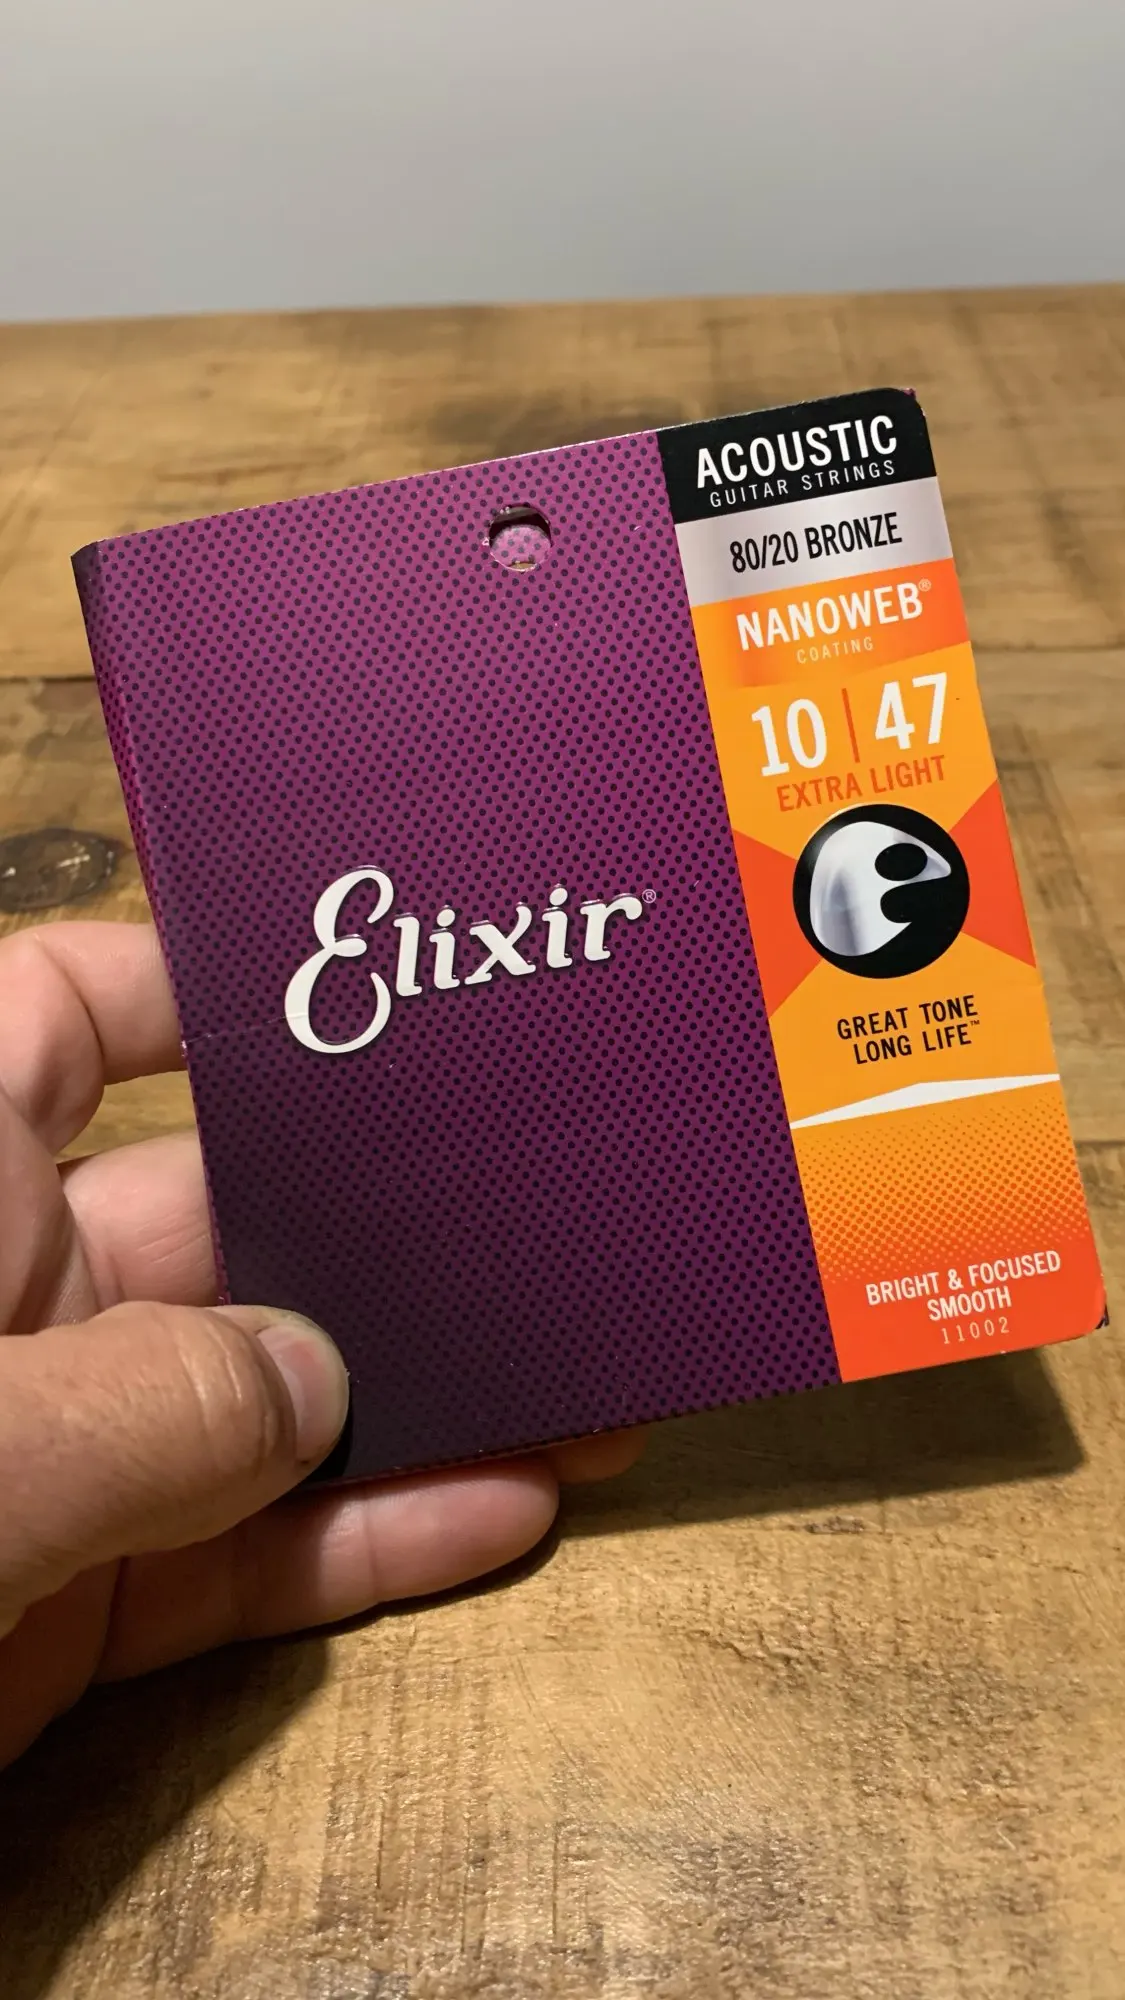 Elixir®
ACOUSTIC
GUITAR STRINGS
80/20 BRONZE
NANOWEB®
COATING
10 | 47
EXTRA LIGHT
GREAT TONE
LONG LIFE™
BRIGHT & FOCUSED
SMOOTH
11002